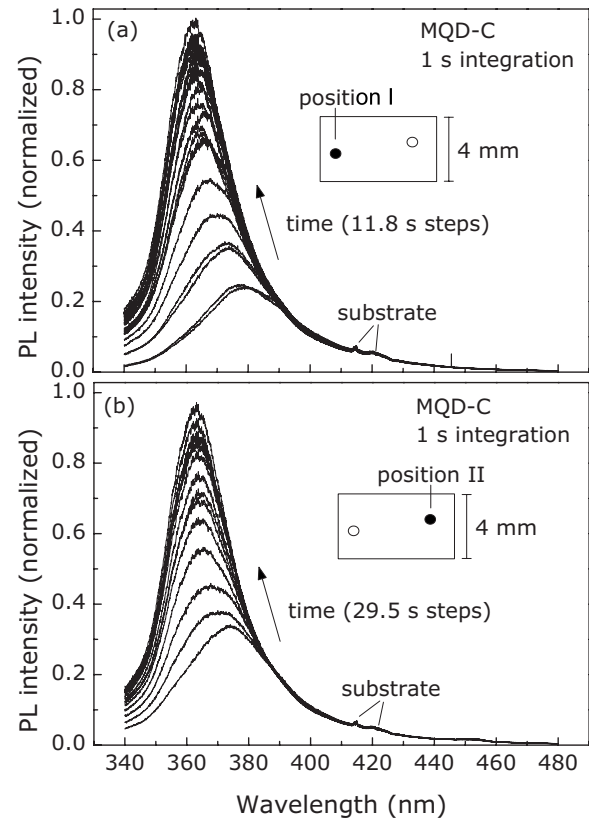 (a)
MQD-C
1 s integration
position I
4 mm
time (11.8 s steps)
substrate
PL intensity (normalized)
1.0
0.8
0.6
0.4
0.2
0.0
(b)
MQD-C
1 s integration
position II
4 mm
time (29.5 s steps)
substrate
PL intensity (normalized)
1.0
0.8
0.6
0.4
0.2
0.0
340 360 380 400 420 440 460 480
Wavelength (nm)